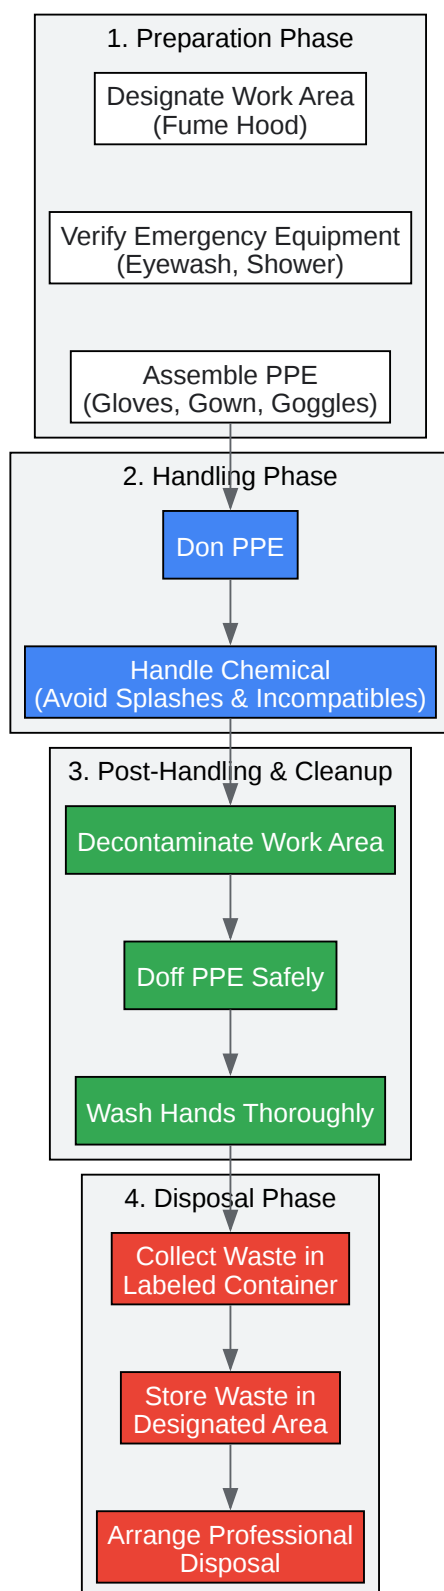 1. Preparation Phase
Designate Work Area
(Fume Hood)
Verify Emergency Equipment
(Eyewash, Shower)
Assemble PPE
(Gloves, Gown, Goggles)
2. Handling Phase
Don PPE
Handle Chemical
(Avoid Splashes & Incompatibles)
3. Post-Handling & Cleanup
Decontaminate Work Area
Doff PPE Safely
Wash Hands Thoroughly
4. Disposal Phase
Collect Waste in
Labeled Container
Store Waste in
Designated Area
Arrange Professional
Disposal